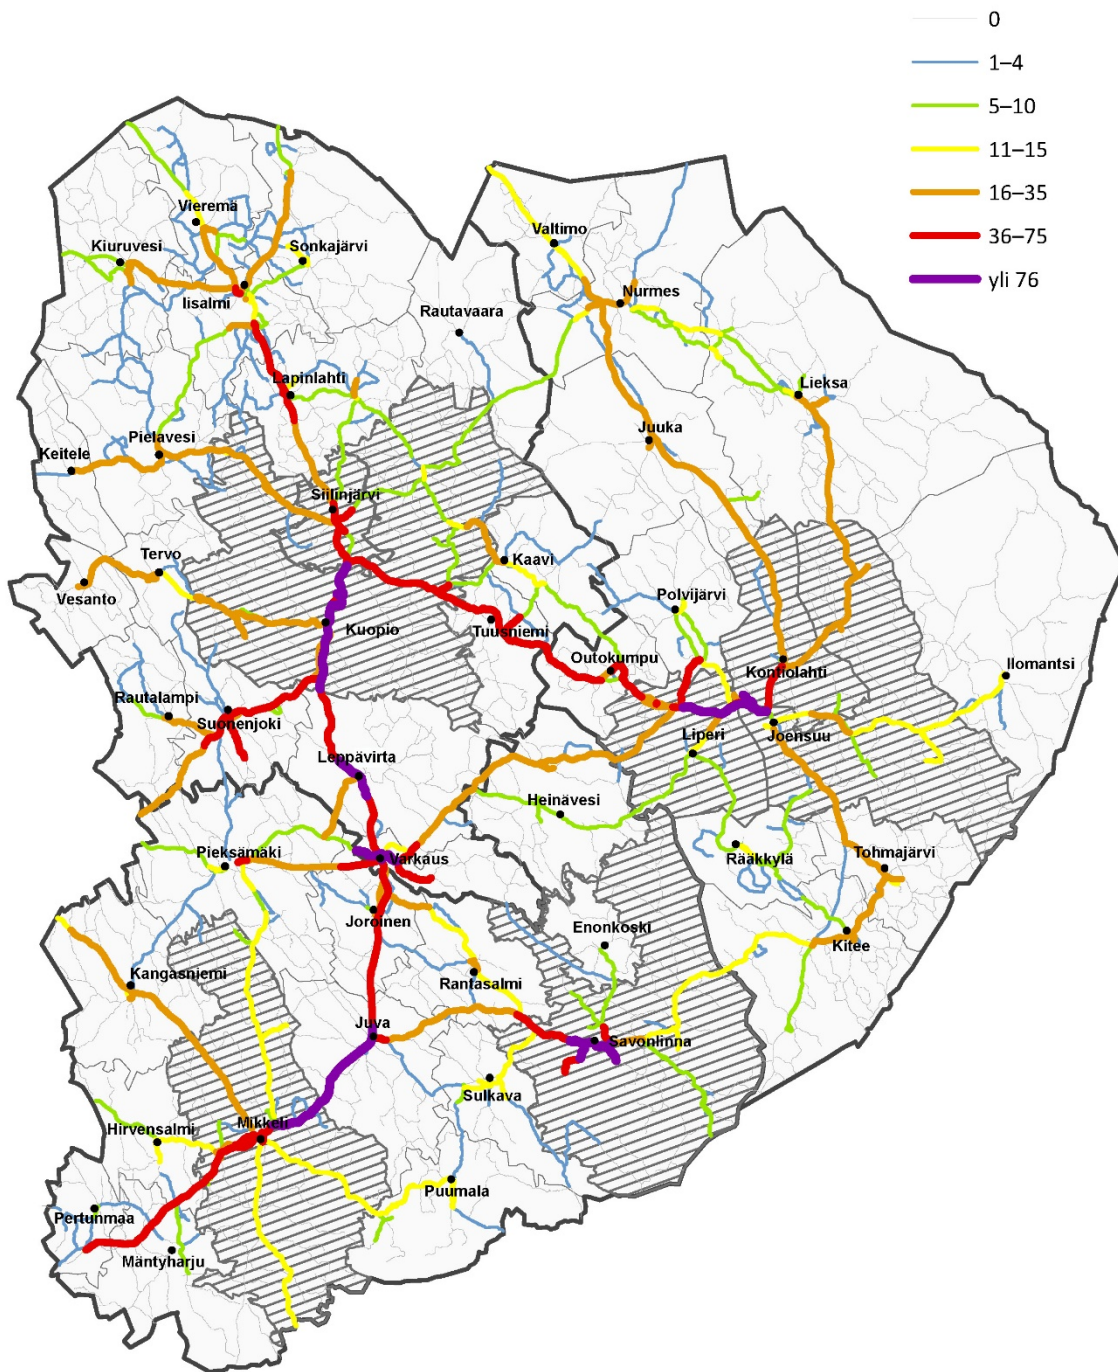 0
1–4
5–10
11–15
16–35
36–75
yli 76
Vieremä
Kiuruvesi
Sonkajärvi
Iisalmi
Valtimo
Nurmes
Rautavaara
Lapinlahti
Lieksa
Juuka
Pielavesi
Keitele
Siilinjärvi
Tervo
Kaavi
Vesanto
Polvijärvi
Kuopio
Tuusniemi
Outokumpu
Kontiolahti
Ilomantsi
Rautalampi
Suonenjoki
Liperi
Joensuu
Leppävirta
Heinävesi
Pieksämäki
Varkaus
Rääkkylä
Tohmajärvi
Joroinen
Enonkoski
Kitee
Kangasniemi
Rantasalmi
Juva
Savonlinna
Sulkava
Mikkeli
Hirvensalmi
Puumala
Pertunmaa
Mäntyharju